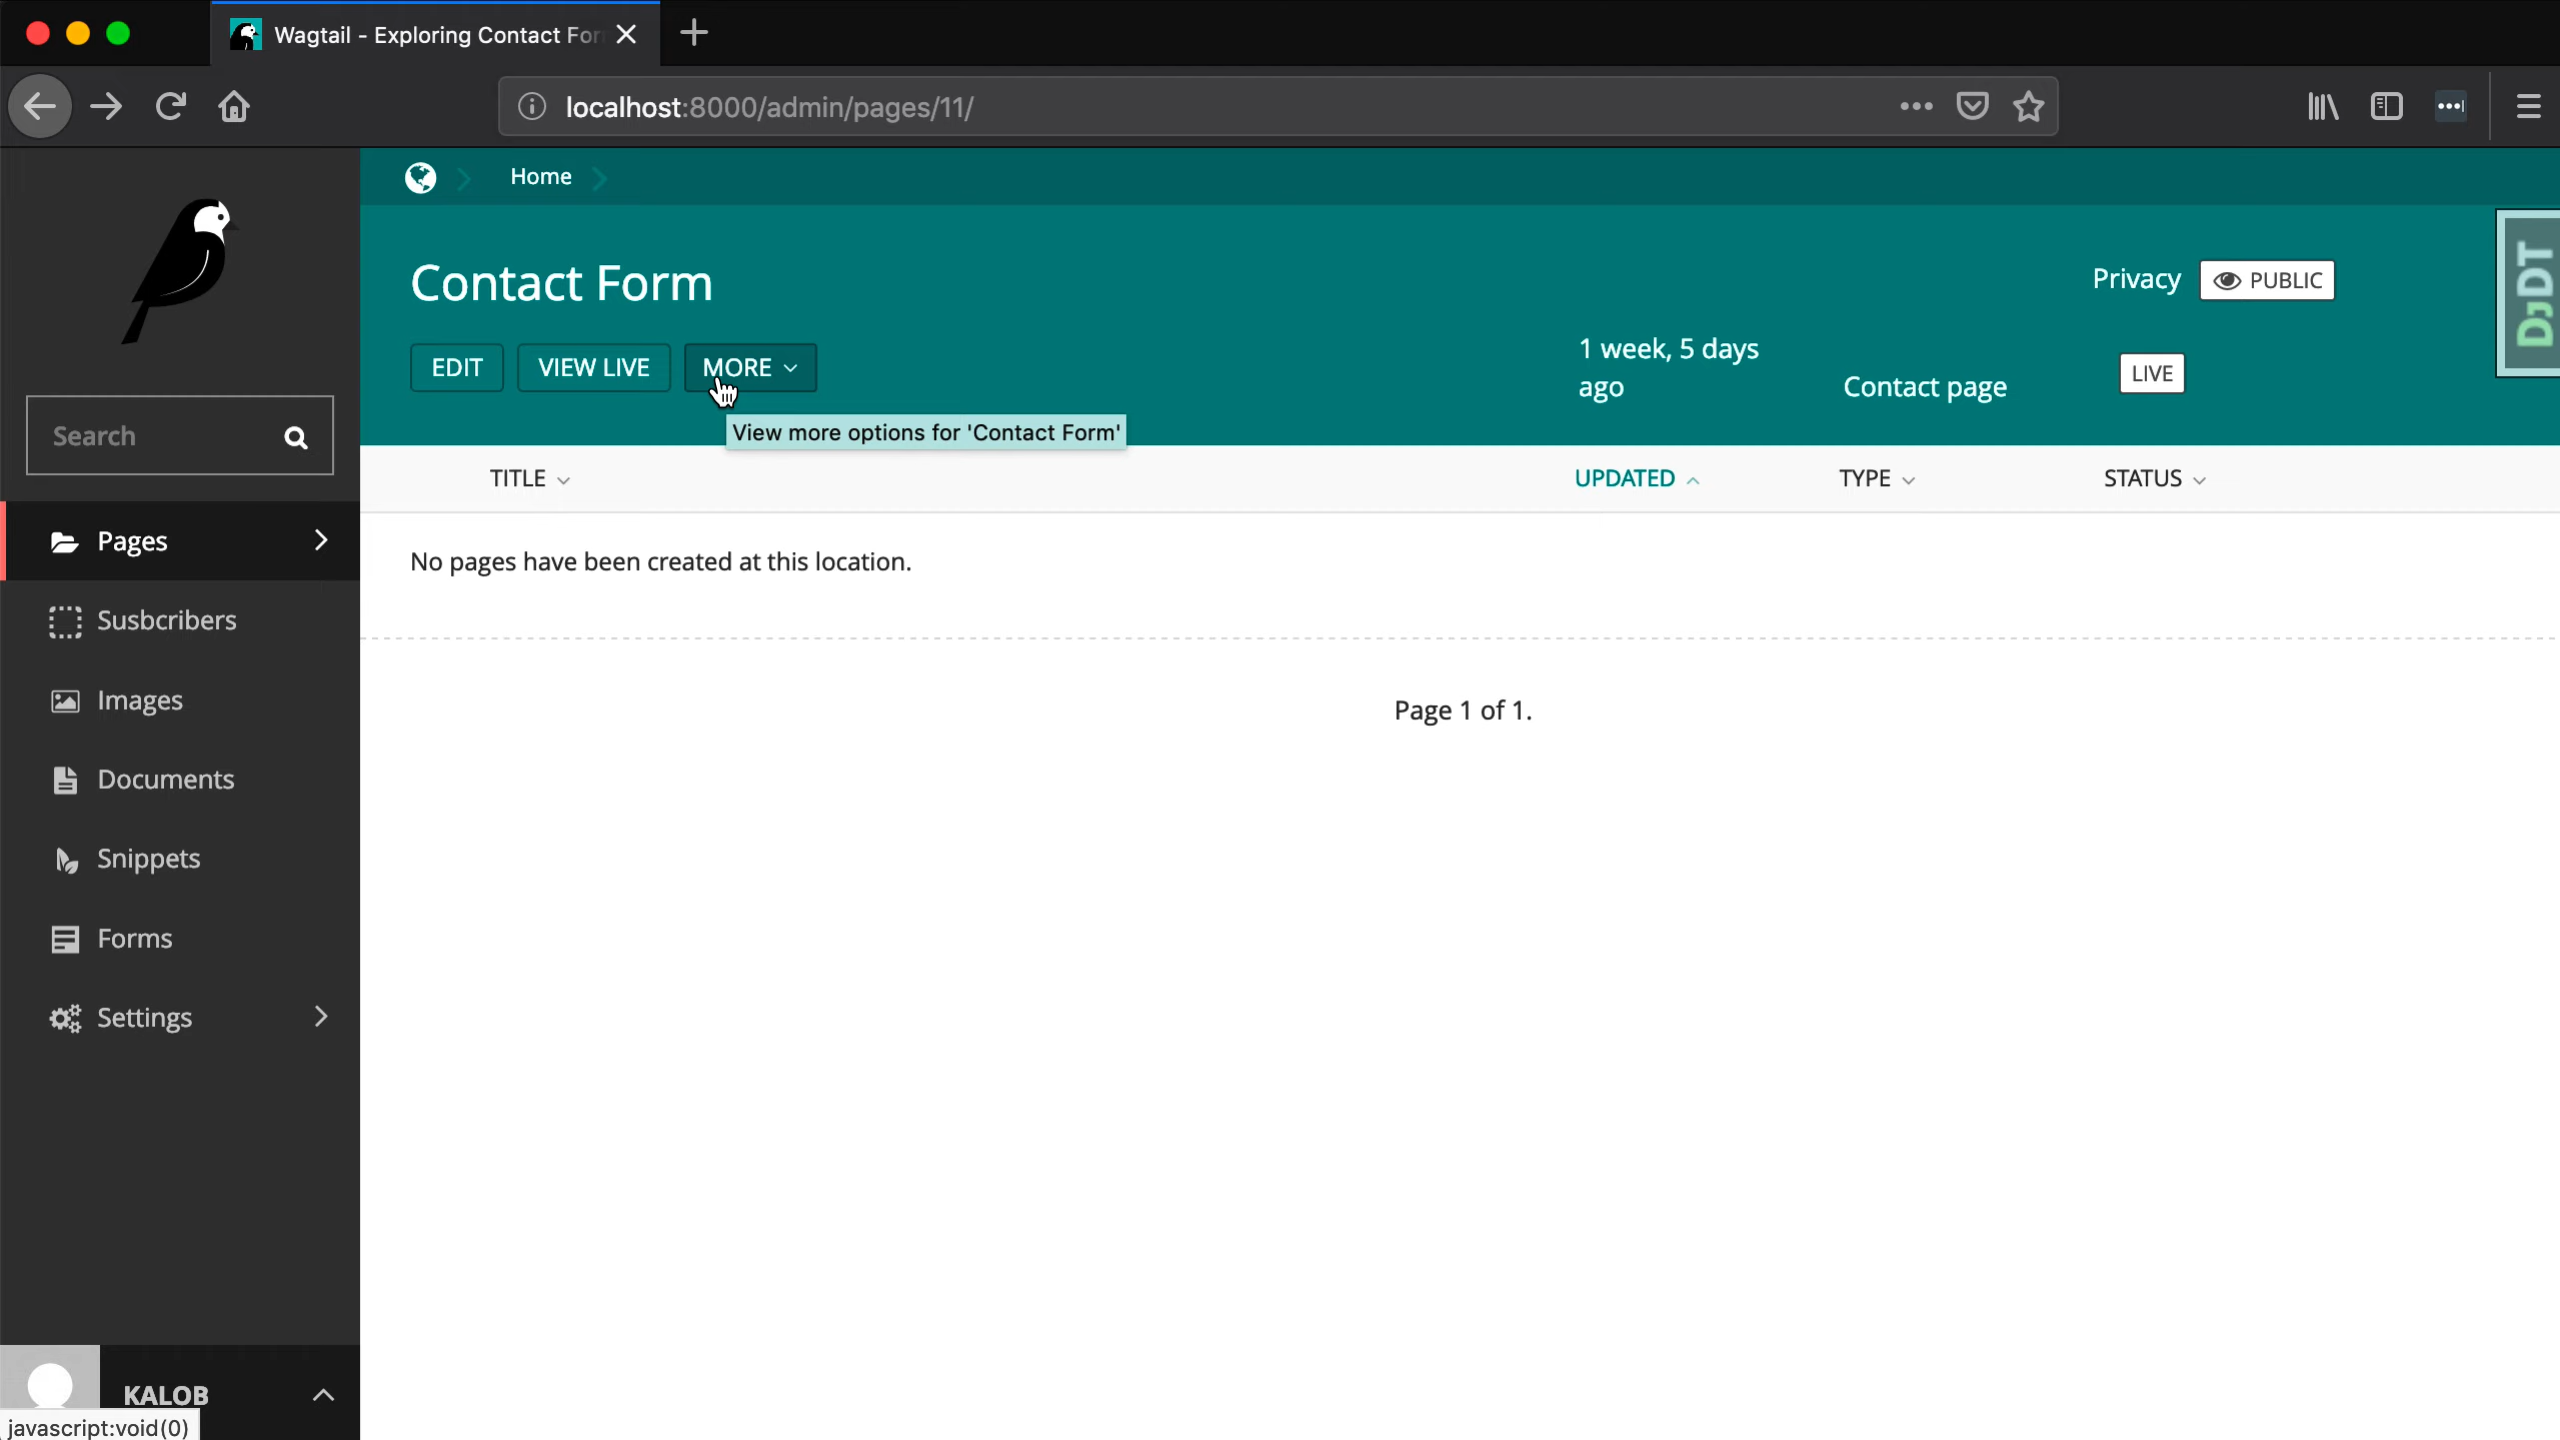 Wagtail - Exploring Contact For
localhost:8000/admin/pages/11/
Home
Contact Form
Privacy PUBLIC
EDIT VIEW LIVE MORE
1 week, 5 days
ago
Contact page
LIVE
DJDT
View more options for 'Contact Form'
TITLE UPDATED TYPE STATUS
No pages have been created at this location.
Page 1 of 1.
Search
Pages
Susbcribers
Images
Documents
Snippets
Forms
Settings
KALOB
javascript:void(0)